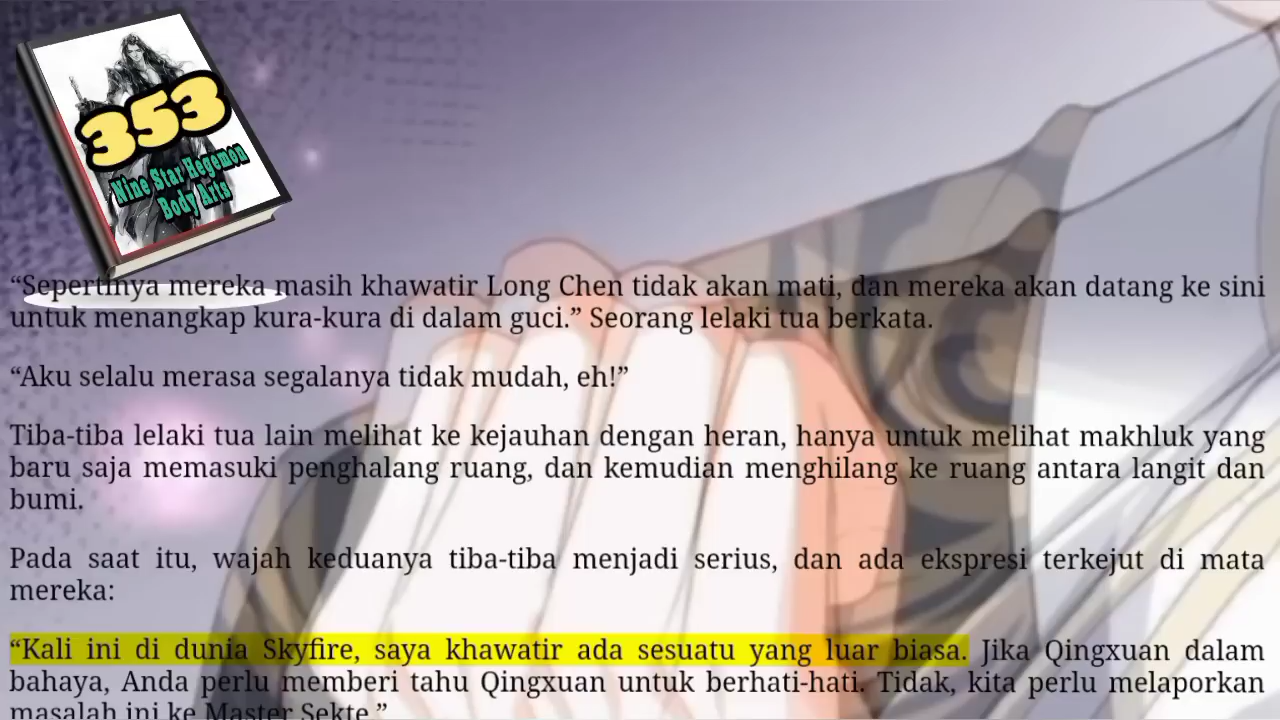 353
Nine Star Hegemon
Body Arts
“Sepertinya mereka masih khawatir Long Chen tidak akan mati, dan mereka akan datang ke sini
untuk menangkap kura-kura di dalam guci.” Seorang lelaki tua berkata.
“Aku selalu merasa segalanya tidak mudah, eh!”
Tiba-tiba lelaki tua lain melihat ke kejauhan dengan heran, hanya untuk melihat makhluk yang
baru saja memasuki penghalang ruang, dan kemudian menghilang ke ruang antara langit dan
bumi.
Pada saat itu, wajah keduanya tiba-tiba menjadi serius, dan ada ekspresi terkejut di mata
mereka:
“Kali ini di dunia Skyfire, saya khawatir ada sesuatu yang luar biasa. Jika Qingxuan dalam
bahaya, Anda perlu memberi tahu Qingxuan untuk berhati-hati. Tidak, kita perlu melaporkan
masalah ini ke Master Sekte.”